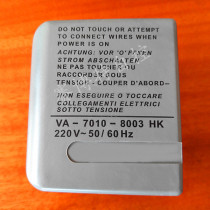 DO NOT TOUCH OR ATTEMPT
TO CONNECT WIRES WHEN
POWER IS ON
ACHTUNG: VOR ÖFFEN
STROM ABSCHALTEN
NE PAS TOUCHER OU
RACCORDER SOUS
TENSION - COUPER D'ABORD-
NON ESEGUIRE O TOCCARE
COLLEGAMENTI ELETTRICI
SOTTO TENSIONE
VA - 7010 - 8003 HK
220V - 50/60Hz